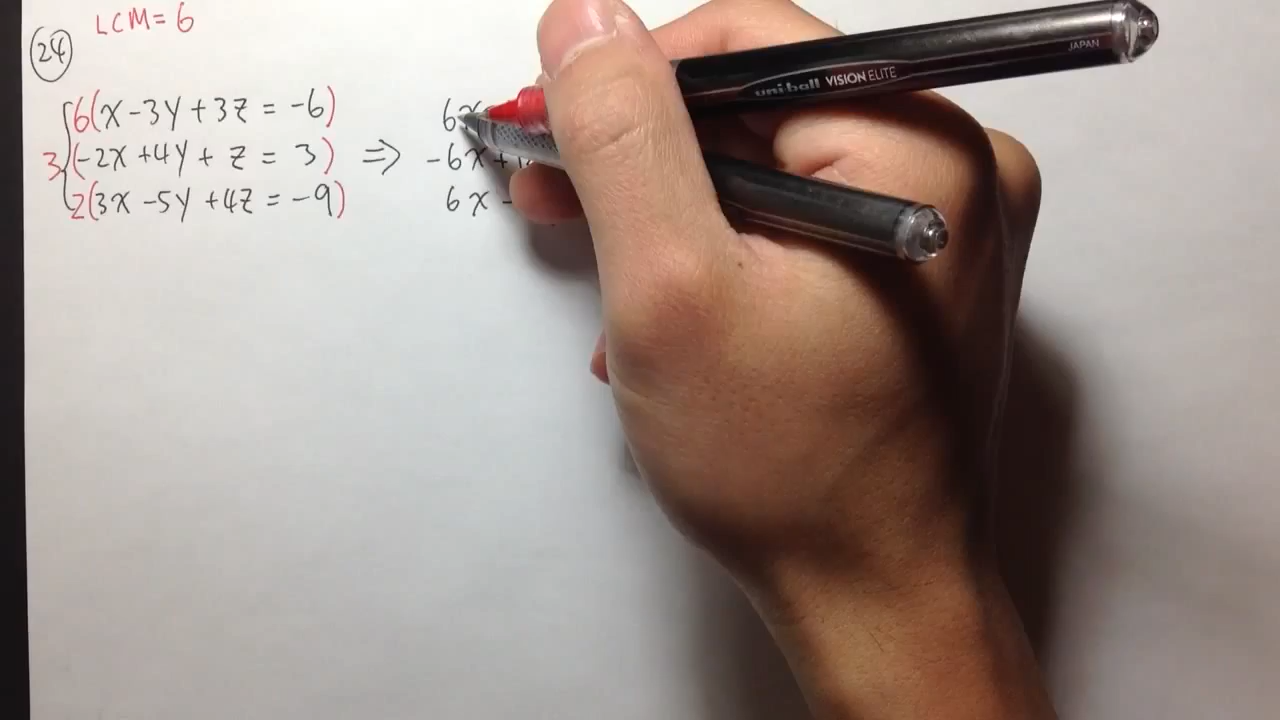 LCM = 6
24
6(x - 3y + 3z = -6) 6x
3(-2x + 4y + z = 3) ⇒ -6x +
2(3x - 5y + 4z = -9) 6x -
uni-ball VISION ELITE
JAPAN